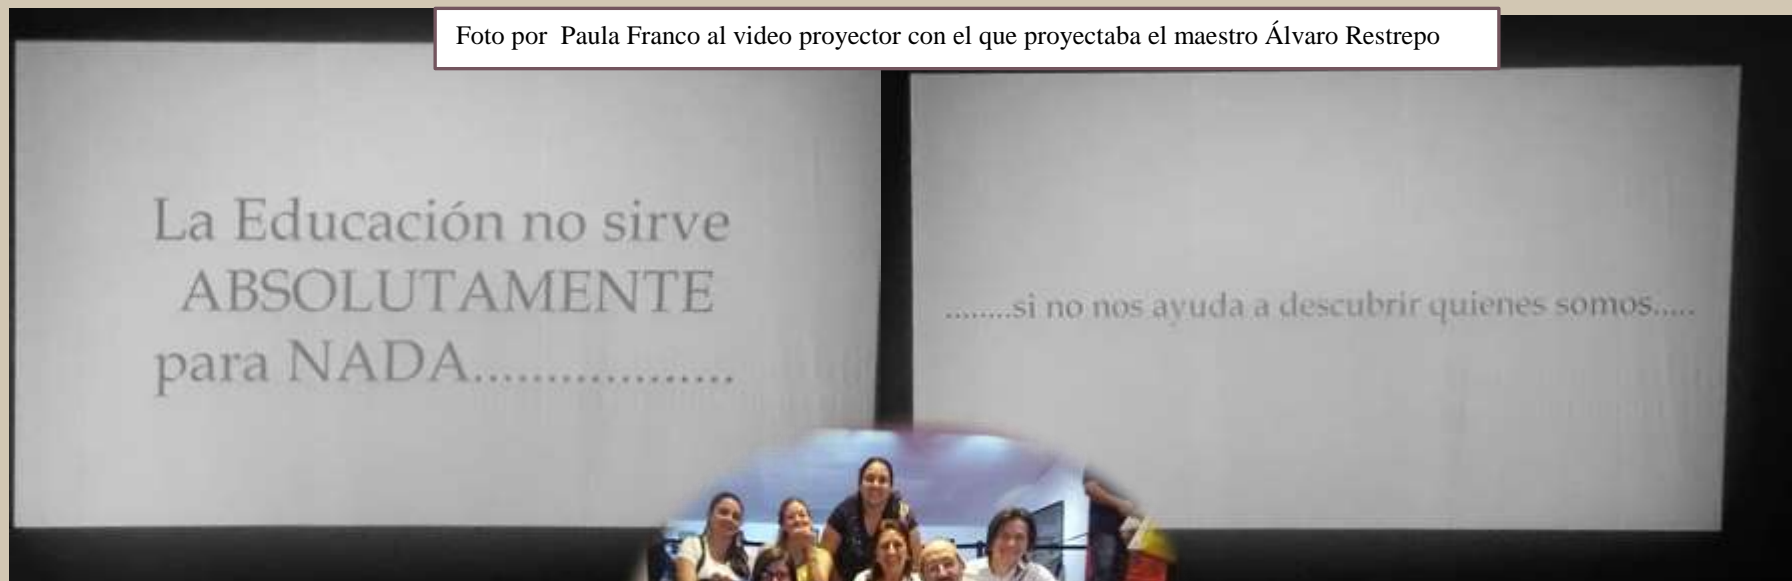 Foto por Paula Franco al video proyector con el que proyectaba el maestro Álvaro Restrepo
La Educación no sirve
ABSOLUTAMENTE
para NADA..................
........si no nos ayuda a descubrir quienes somos.....